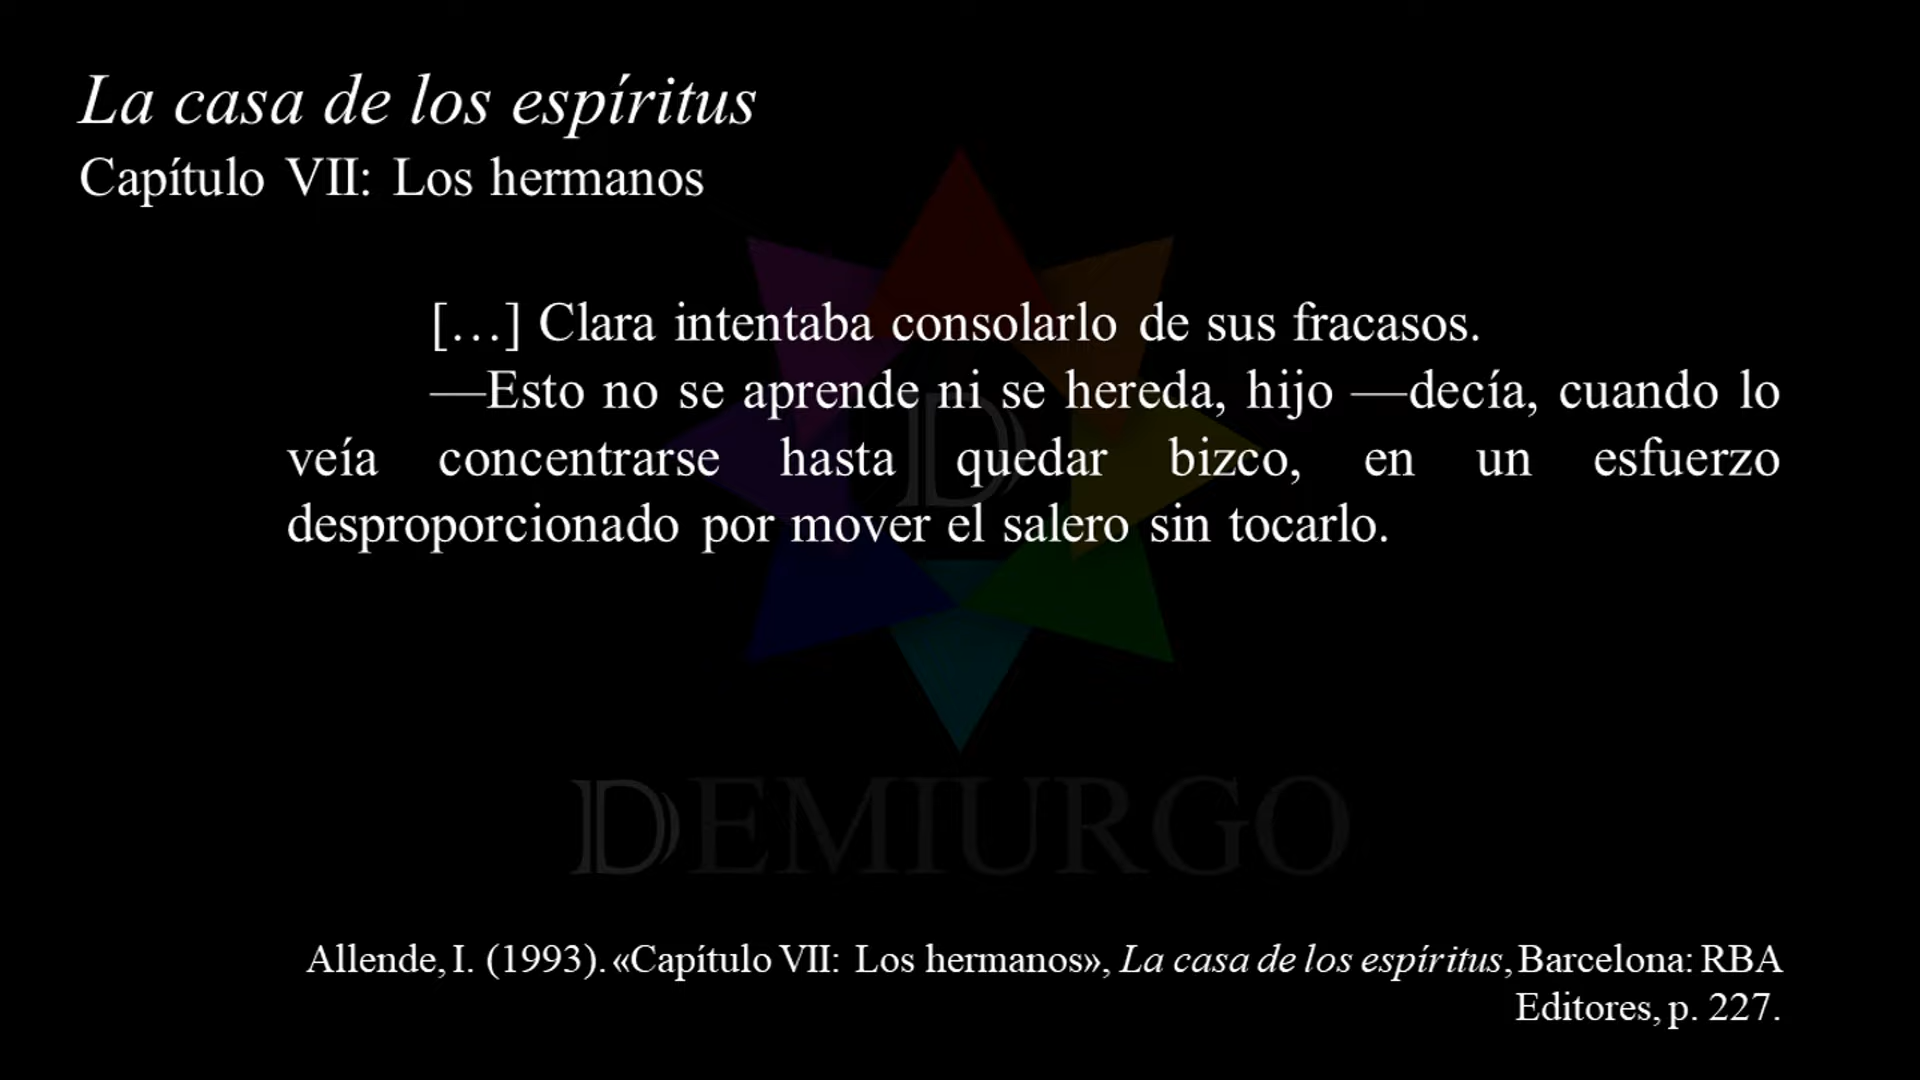 La casa de los espíritus
Capítulo VII: Los hermanos
[…] Clara intentaba consolarlo de sus fracasos.
—Esto no se aprende ni se hereda, hijo —decía, cuando lo
veía concentrarse hasta quedar bizco, en un esfuerzo
desproporcionado por mover el salero sin tocarlo.
D
DEMIURGO
Allende, I. (1993). «Capítulo VII: Los hermanos», La casa de los espíritus, Barcelona: RBA
Editores, p. 227.